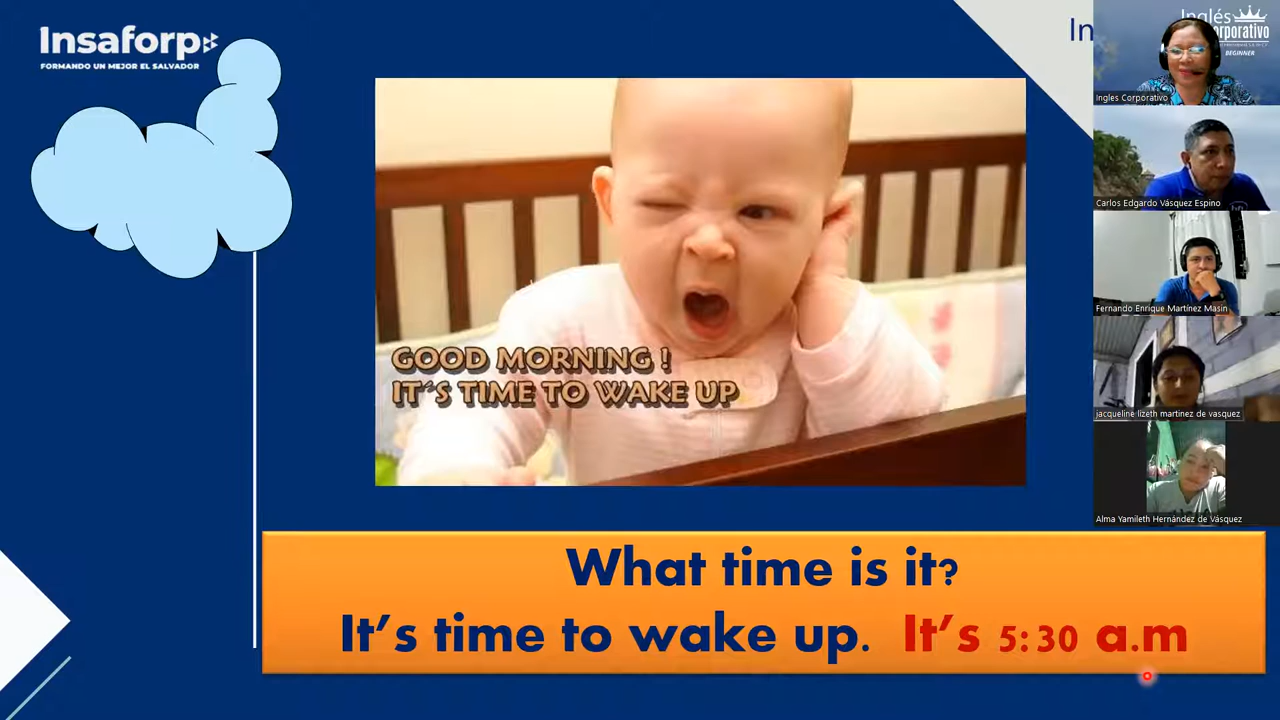 Insaforp
FORMANDO UN MEJOR EL SALVADOR
In
Inglés
Corporativo
BEGINNER
Ingles Corporativo
Carlos Edgardo Vásquez Espino
Fernando Enrique Martínez Masin
jacqueline lizeth martinez de vasquez
Alma Yamileth Hernández de Vásquez
GOOD MORNING !
IT´S TIME TO WAKE UP
What time is it?
It’s time to wake up. It’s 5:30 a.m